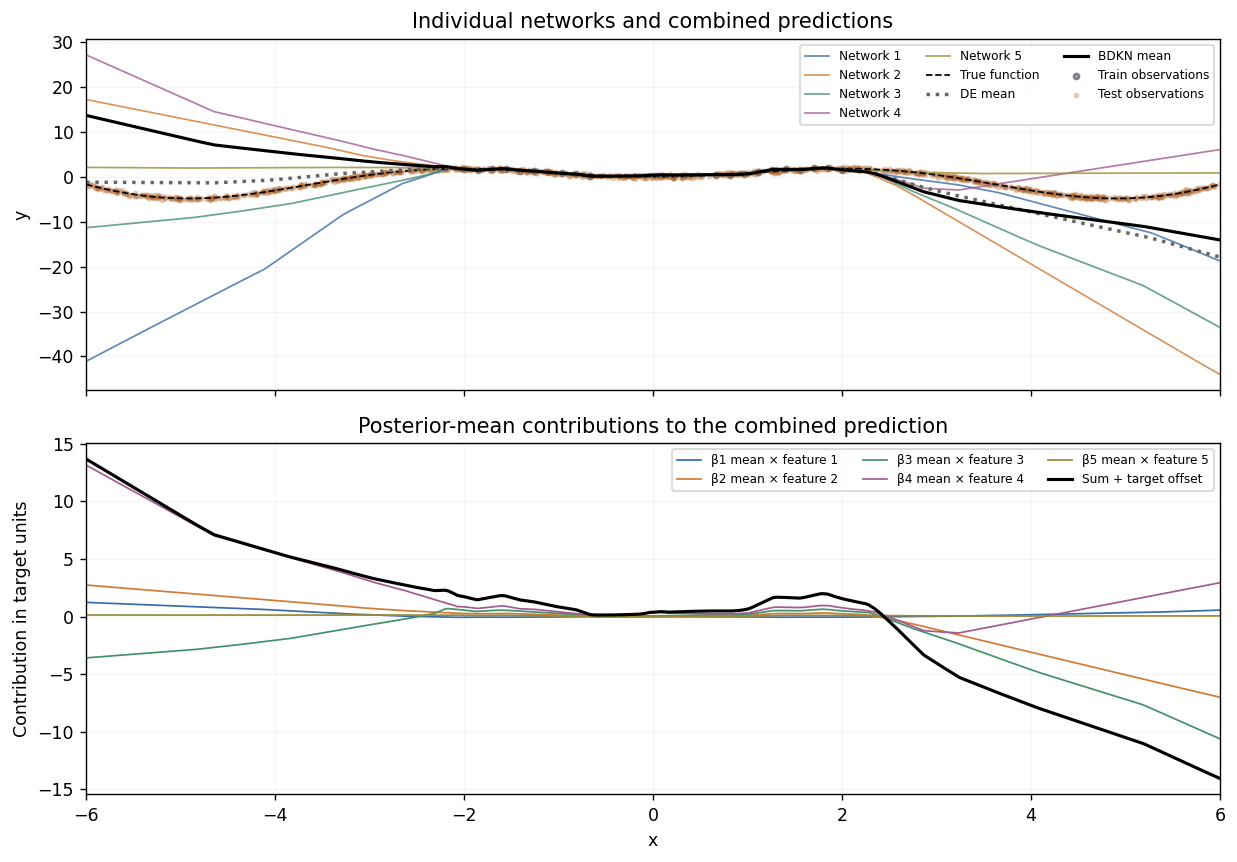 Individual networks and combined predictions
30
20
10
0
−10
−20
−30
−40
y
Network 1
Network 2
Network 3
Network 4
Network 5
True function
DE mean
BDKN mean
Train observations
Test observations
Posterior-mean contributions to the combined prediction
15
10
5
0
−5
−10
−15
Contribution in target units
β1 mean × feature 1
β2 mean × feature 2
β3 mean × feature 3
β4 mean × feature 4
β5 mean × feature 5
Sum + target offset
−6
−4
−2
0
2
4
6
x